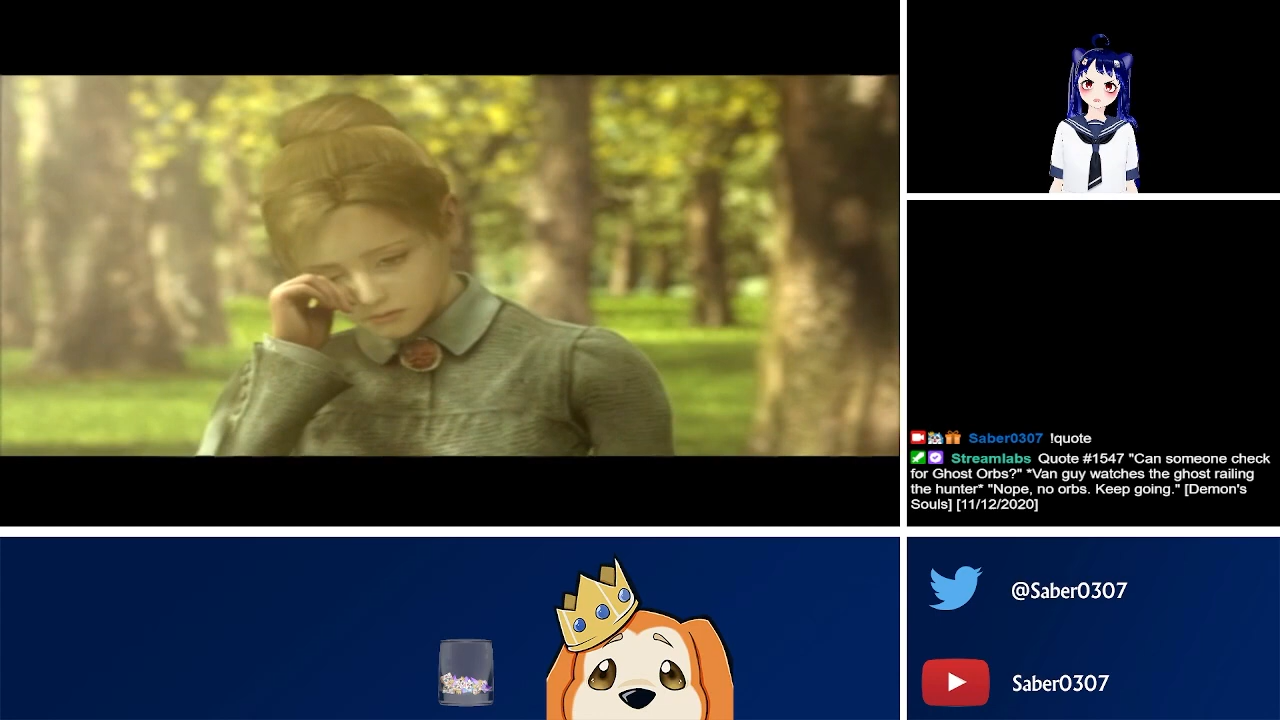 Saber0307 !quote
Streamlabs Quote #1547 "Can someone check
for Ghost Orbs?" *Van guy watches the ghost railing
the hunter* "Nope, no orbs. Keep going." [Demon's
Souls] [11/12/2020]
@Saber0307
Saber0307